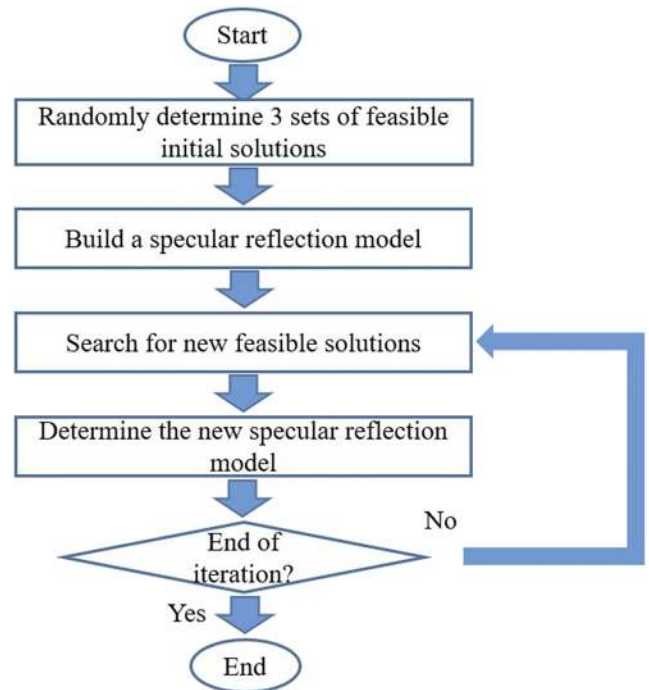 Start
Randomly determine 3 sets of feasible
initial solutions
Build a specular reflection model
Search for new feasible solutions
Determine the new specular reflection
model
No
End of
iteration?
Yes
End